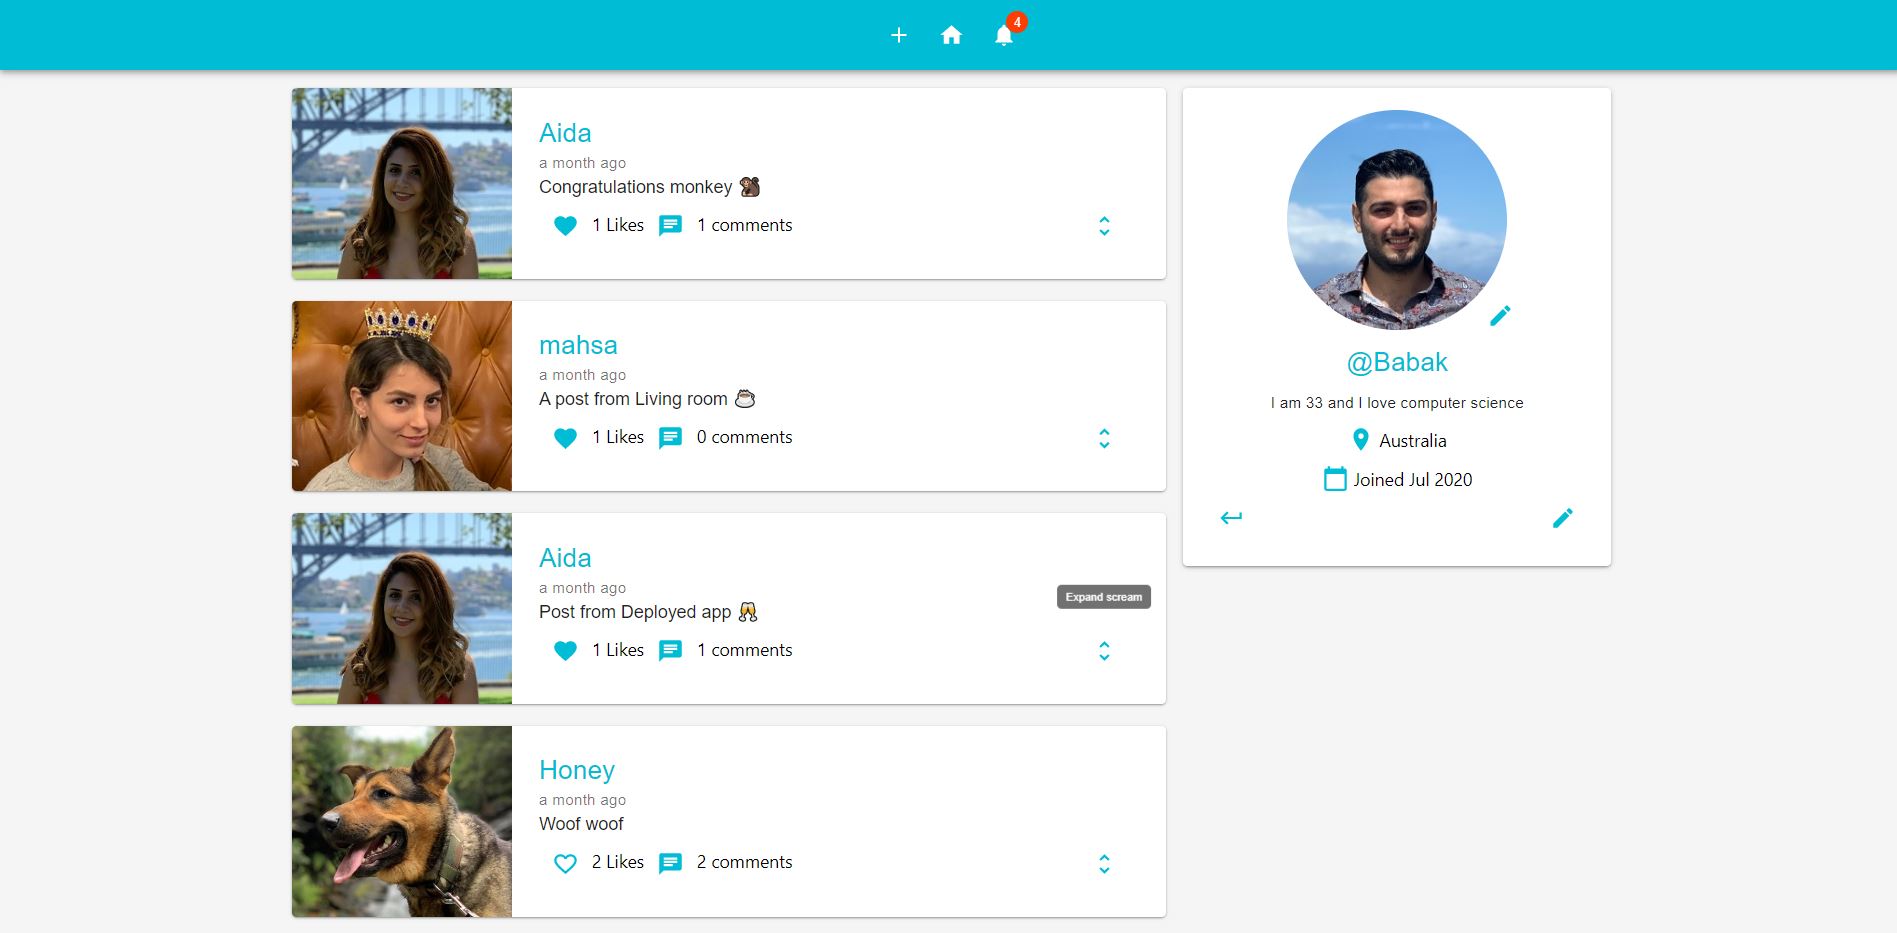 4
Aida
a month ago
Congratulations monkey 🐒
1 Likes 1 comments
mahsa
a month ago
A post from Living room ☕
1 Likes 0 comments
Aida
a month ago
Post from Deployed app 🥂
Expand scream
1 Likes 1 comments
Honey
a month ago
Woof woof
2 Likes 2 comments
@Babak
I am 33 and I love computer science
Australia
Joined Jul 2020